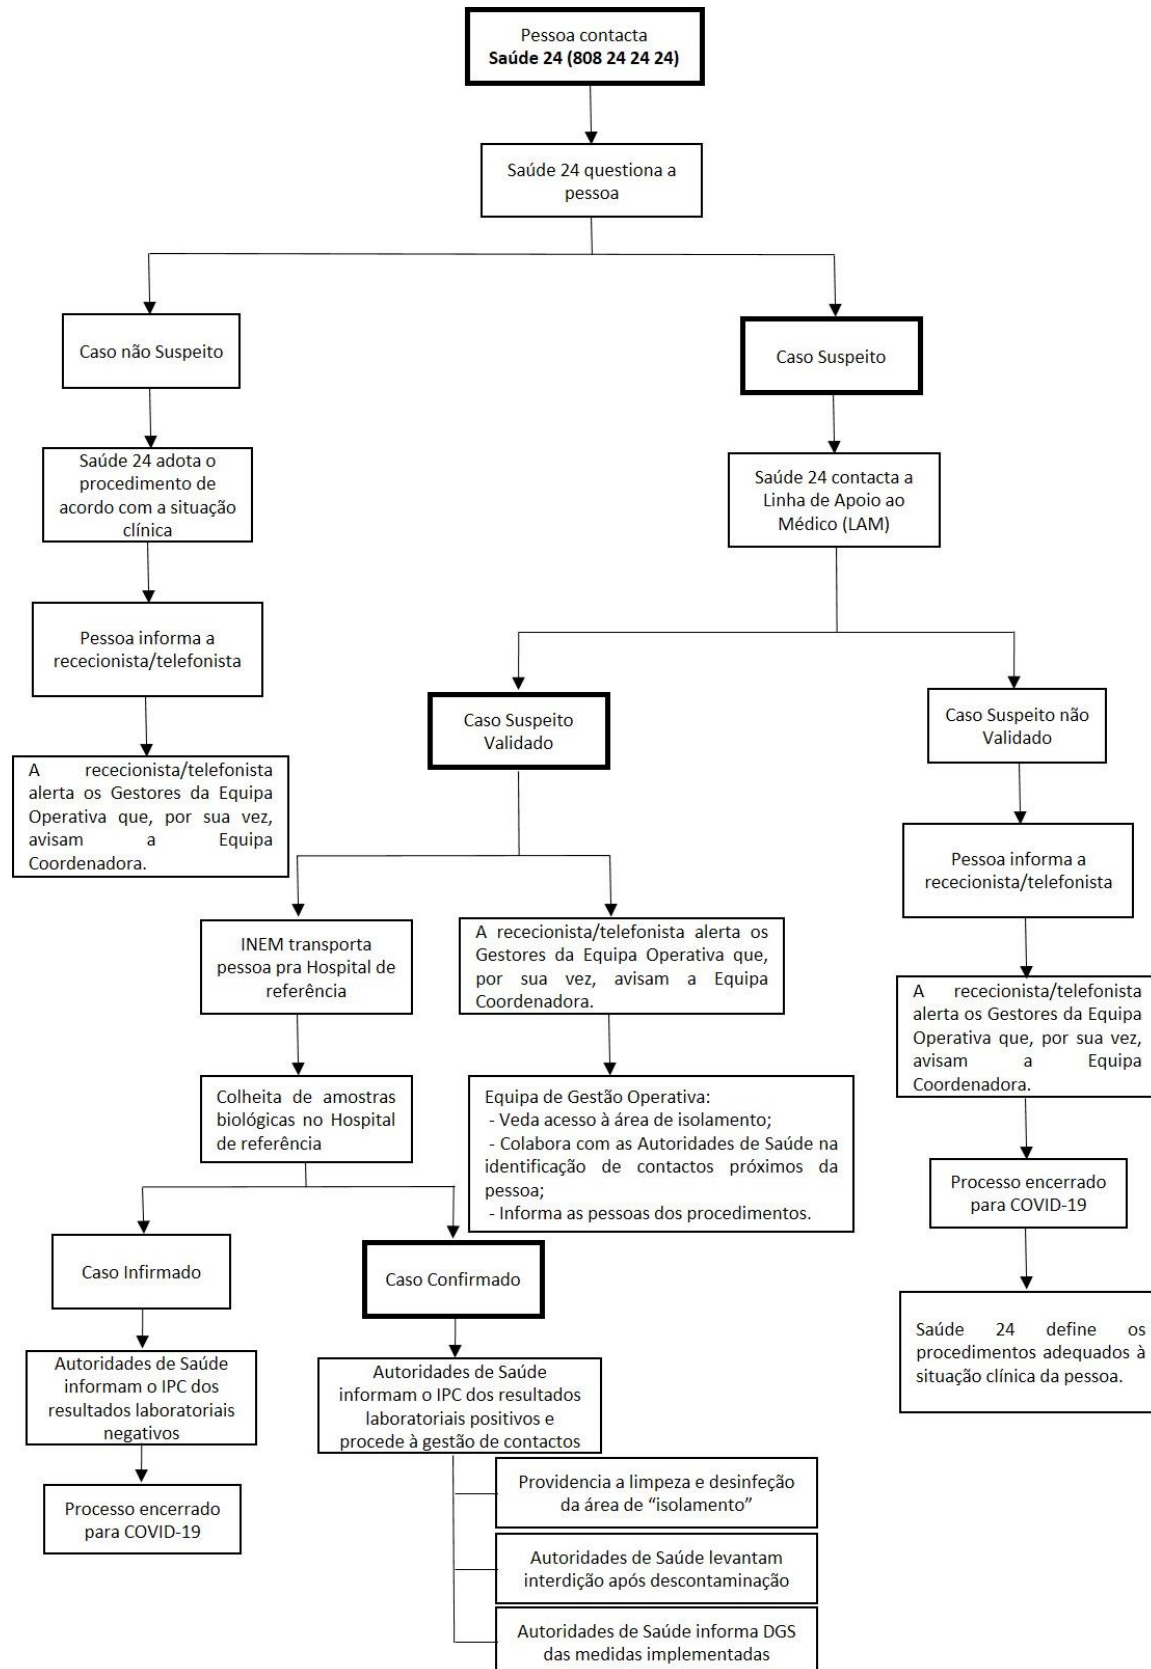 Pessoa contacta
Saúde 24 (808 24 24 24)
Saúde 24 questiona a
pessoa
Caso não Suspeito
Caso Suspeito
Saúde 24 adota o
procedimento de
acordo com a situação
clínica
Saúde 24 contacta a
Linha de Apoio ao
Médico (LAM)
Pessoa informa a
rececionista/telefonista
Caso Suspeito
Validado
Caso Suspeito não
Validado
A rececionista/telefonista
alerta os Gestores da Equipa
Operativa que, por sua vez,
avisam a Equipa
Coordenadora.
Pessoa informa a
rececionista/telefonista
INEM transporta
pessoa pra Hospital de
referência
A rececionista/telefonista alerta os
Gestores da Equipa Operativa que,
por sua vez, avisam a Equipa
Coordenadora.
A rececionista/telefonista
alerta os Gestores da Equipa
Operativa que, por sua vez,
avisam a Equipa
Coordenadora.
Colheita de amostras
biológicas no Hospital
de referência
Equipa de Gestão Operativa:
- Veda acesso à área de isolamento;
- Colabora com as Autoridades de Saúde na
identificação de contactos próximos da
pessoa;
- Informa as pessoas dos procedimentos.
Processo encerrado
para COVID-19
Caso Infirmado
Caso Confirmado
Saúde 24 define os
procedimentos adequados à
situação clínica da pessoa.
Autoridades de Saúde
informam o IPC dos
resultados laboratoriais
negativos
Autoridades de Saúde
informam o IPC dos resultados
laboratoriais positivos e
procede à gestão de contactos
Processo encerrado
para COVID-19
Providencia a limpeza e desinfeção
da área de “isolamento”
Autoridades de Saúde levantam
interdição após descontaminação
Autoridades de Saúde informa DGS
das medidas implementadas